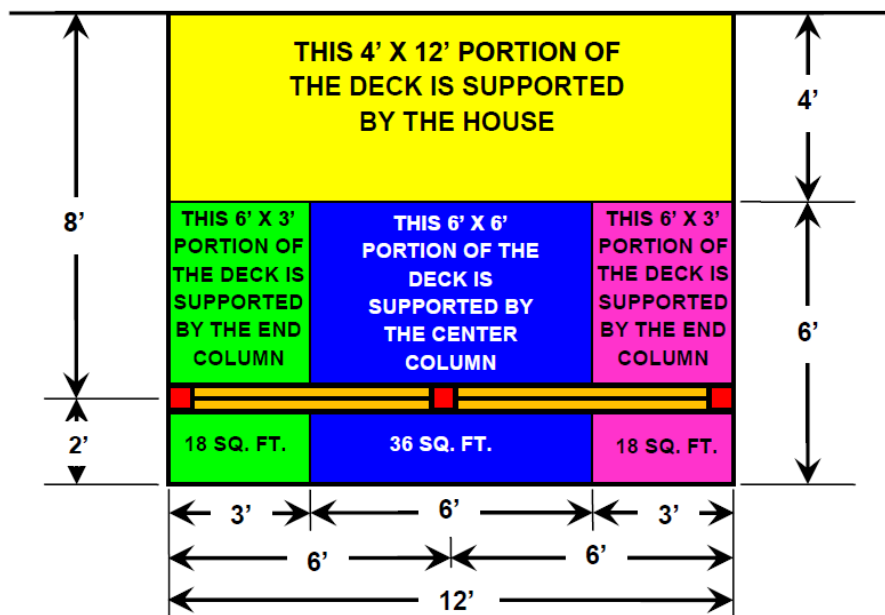 THIS 4’ X 12’ PORTION OF
THE DECK IS SUPPORTED
BY THE HOUSE
8’
4’
THIS 6’ X 3’
PORTION OF
THE DECK IS
SUPPORTED
BY THE END
COLUMN
THIS 6’ X 6’
PORTION OF THE
DECK IS
SUPPORTED BY
THE CENTER
COLUMN
THIS 6’ X 3’
PORTION OF
THE DECK IS
SUPPORTED
BY THE END
COLUMN
6’
2’
18 SQ. FT.
36 SQ. FT.
18 SQ. FT.
3’
6’
3’
6’
6’
12’